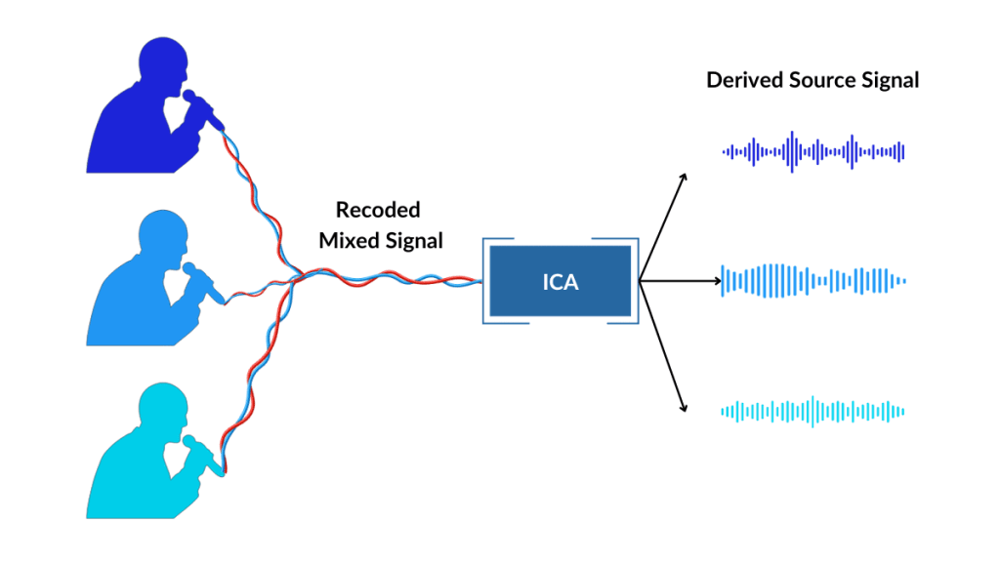 Derived Source Signal
Recoded
Mixed Signal
ICA